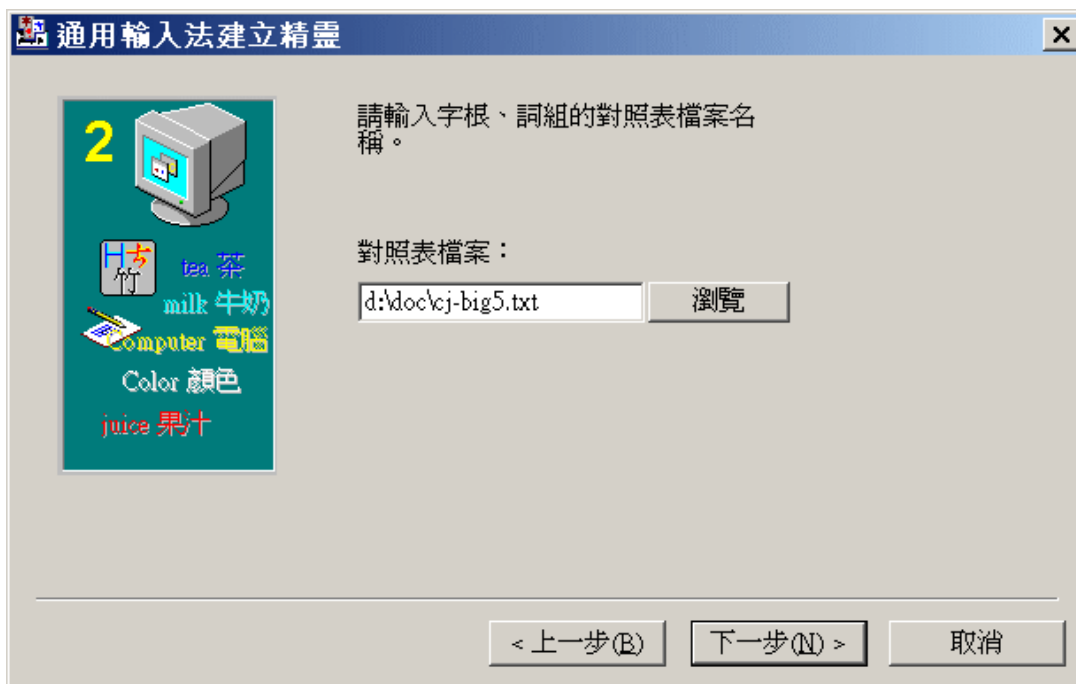 通用輸入法建立精靈
2
請輸入字根、詞組的對照表檔案名
稱。
對照表檔案：
d:\doc\cj-big5.txt
瀏覽
H 竹
tea 茶
milk 牛奶
Computer 電腦
Color 顏色
juice 果汁
< 上一步(B)
下一步(N) >
取消